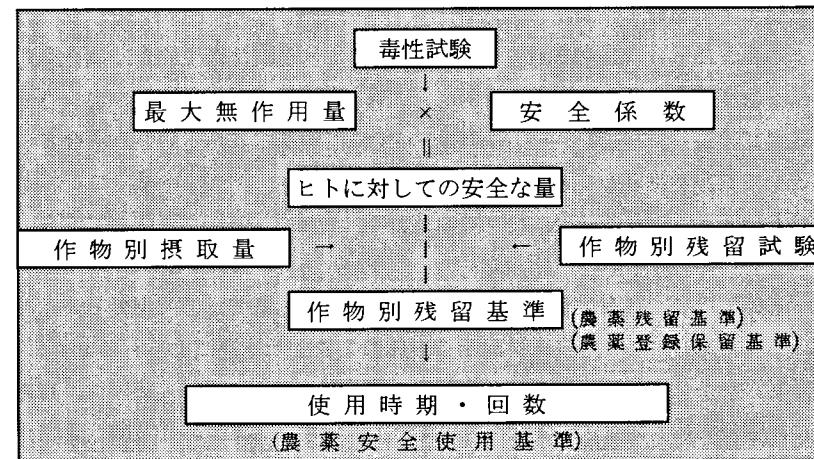 毒性試験
↓
最大無作用量 × 安全係数
||
ヒトに対しての安全な量
作物別摂取量 → ← 作物別残留試験
作物別残留基準 (農薬残留基準)
(農薬登録保留基準)
↓
使用時期・回数
(農薬安全使用基準)